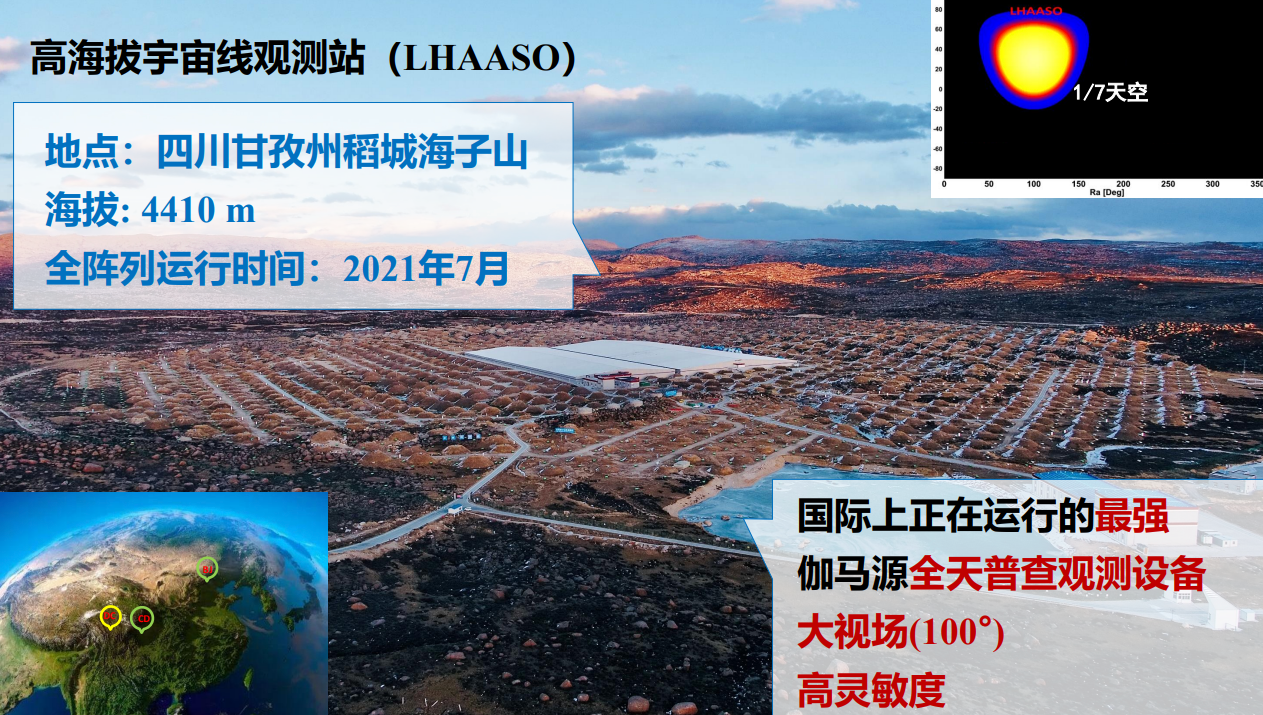 高海拔宇宙线观测站（LHAASO）
地点：四川甘孜州稻城海子山
海拔: 4410 m
全阵列运行时间：2021年7月
LHAASO
1/7天空
80
60
40
20
0
-20
-40
-60
-80
0 50 100 150 200 250 300 350
Ra [Deg]
BJ
CD
国际上正在运行的最强
伽马源全天普查观测设备
大视场(100°)
高灵敏度